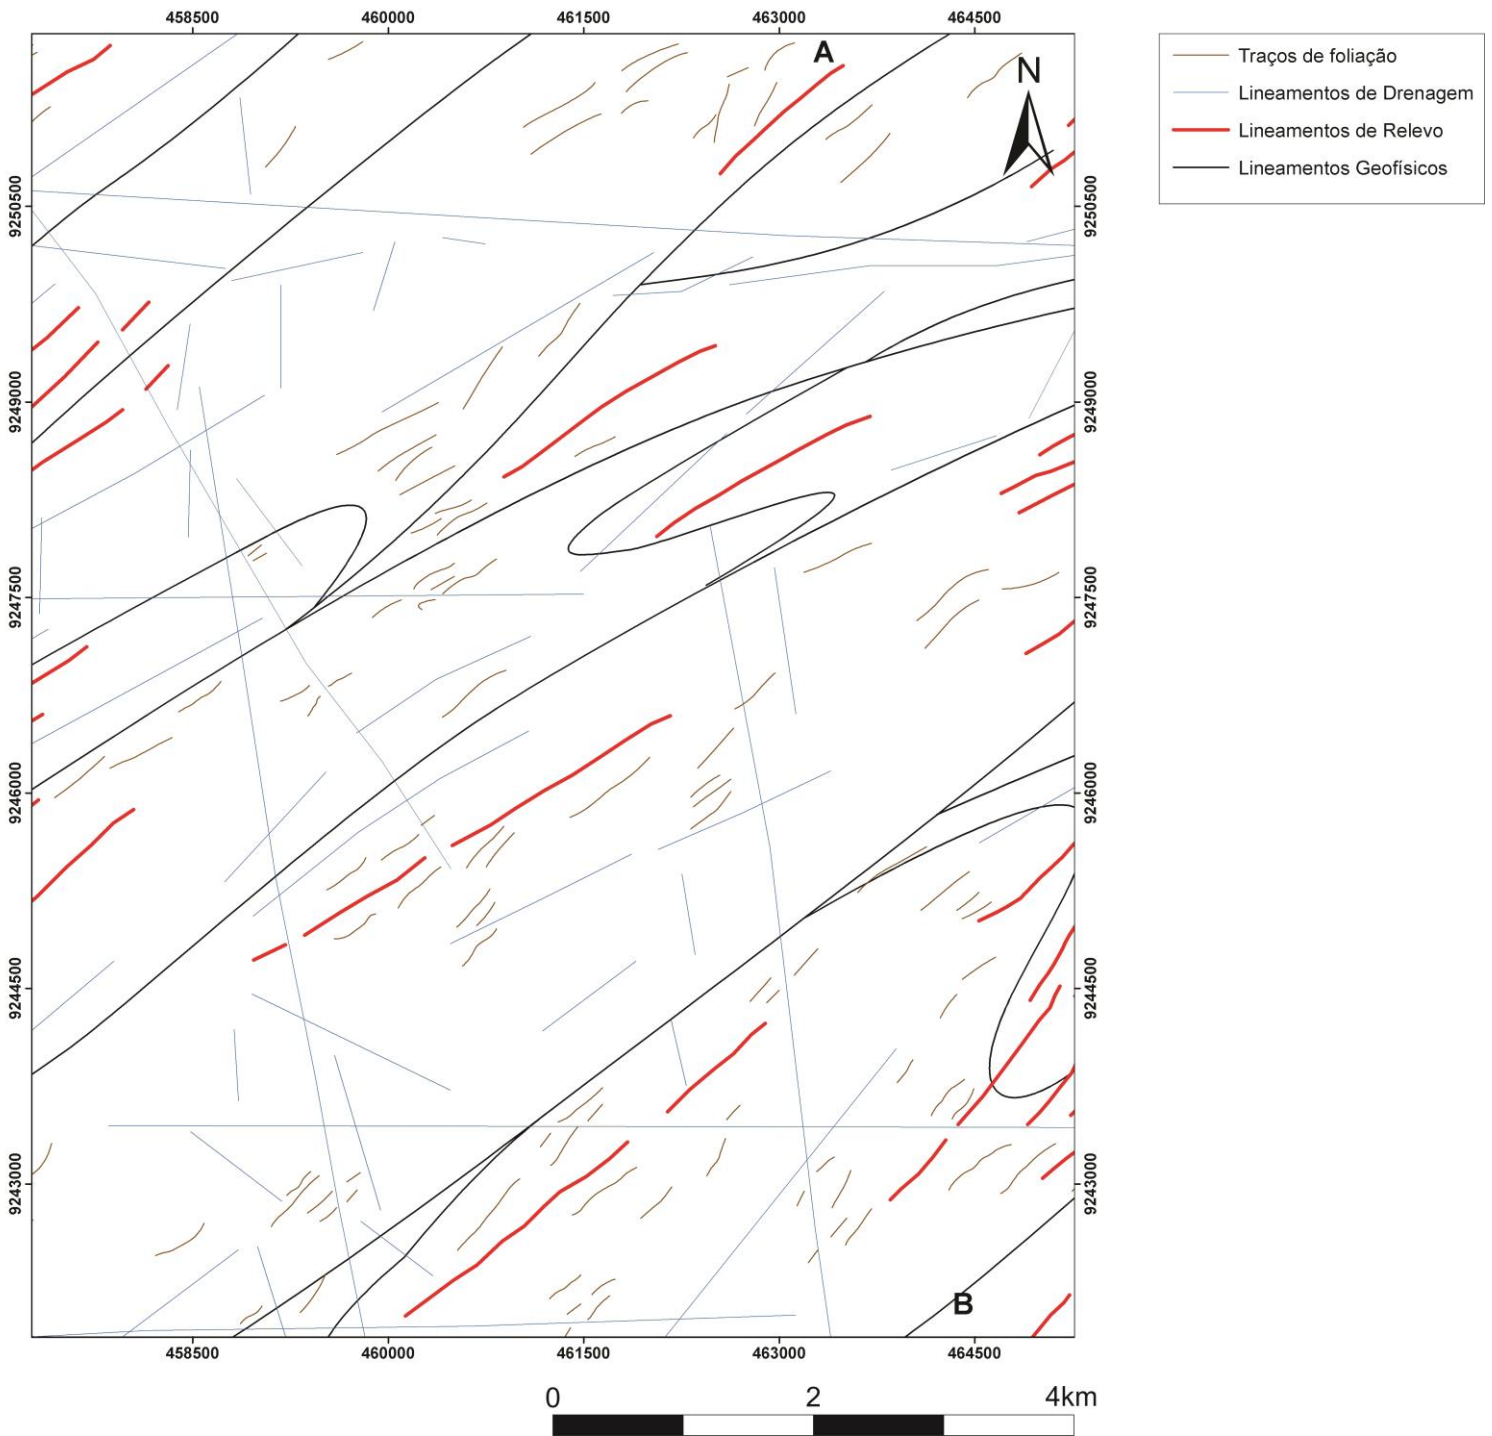 458500 460000 461500 463000 464500
A
N
B
9250500
9249000
9247500
9246000
9244500
9243000
9250500
9249000
9247500
9246000
9244500
9243000
458500 460000 461500 463000 464500
0 2 4km
Traços de foliação
Lineamentos de Drenagem
Lineamentos de Relevo
Lineamentos Geofísicos